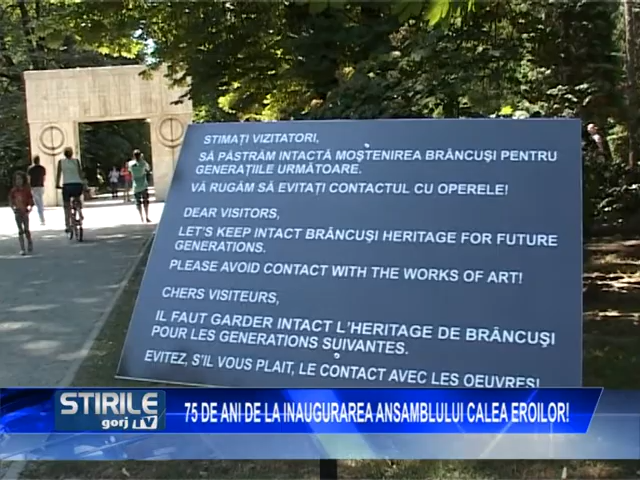 STIMAȚI VIZITATORI,
SĂ PĂSTRĂM INTACTĂ MOȘTENIREA BRÂNCUȘI PENTRU
GENERAȚIILE URMĂTOARE.
VĂ RUGĂM SĂ EVITAȚI CONTACTUL CU OPERELE!
DEAR VISITORS,
LET'S KEEP INTACT BRÂNCUȘI HERITAGE FOR FUTURE
GENERATIONS.
PLEASE AVOID CONTACT WITH THE WORKS OF ART!
CHERS VISITEURS,
IL FAUT GARDER INTACT L'HERITAGE DE BRÂNCUȘI
POUR LES GENERATIONS SUIVANTES.
EVITEZ, S'IL VOUS PLAIT, LE CONTACT AVEC LES OEUVRES!
STIRILE
gorj TV
75 DE ANI DE LA INAUGURAREA ANSAMBLULUI CALEA EROILOR!